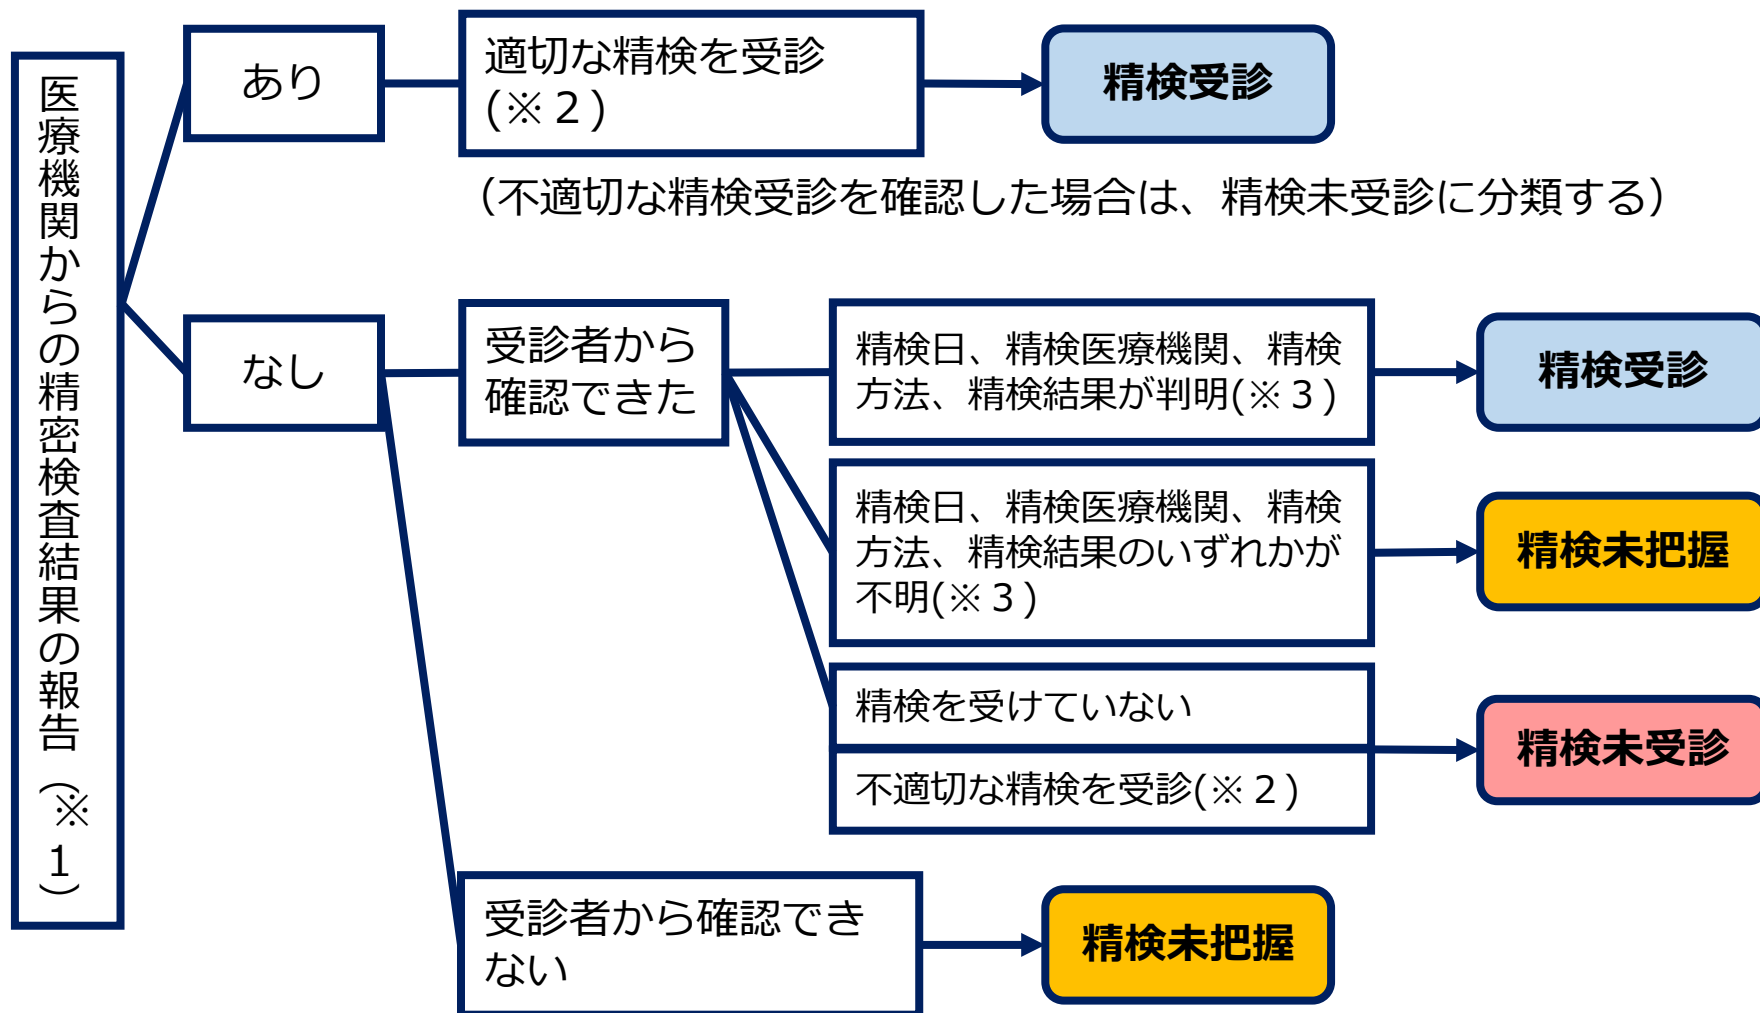 医療機関からの精密検査結果の報告（※１）
あり
適切な精検を受診
(※２)
精検受診
（不適切な精検受診を確認した場合は、精検未受診に分類する）
なし
受診者から
確認できた
精検日、精検医療機関、精検
方法、精検結果が判明(※３)
精検受診
精検日、精検医療機関、精検
方法、精検結果のいずれかが
不明(※３)
精検未把握
精検を受けていない
不適切な精検を受診(※２)
精検未受診
受診者から確認でき
ない
精検未把握